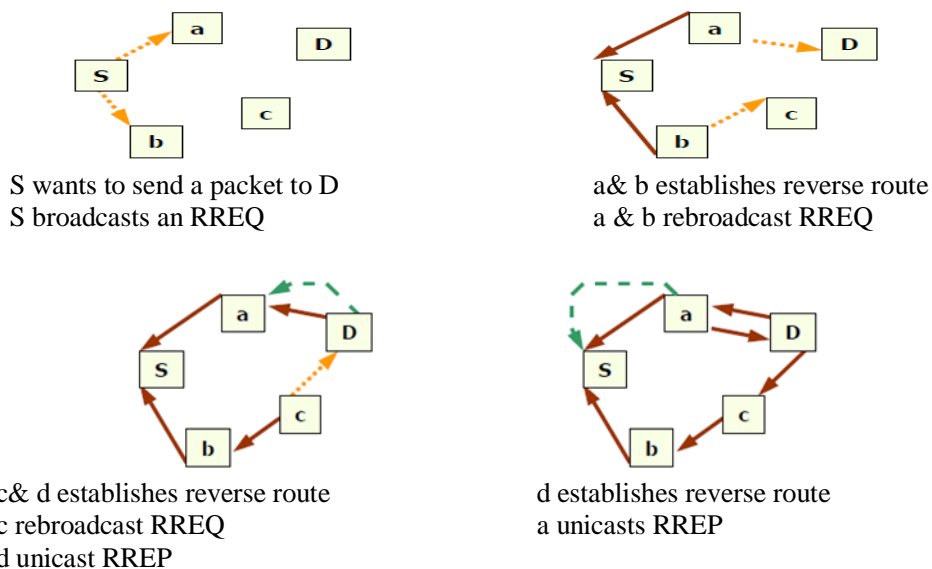 a
D
S
c
b
S wants to send a packet to D
S broadcasts an RREQ
a
D
S
c
b
a& b establishes reverse route
a & b rebroadcast RREQ
a
D
S
c
b
c& d establishes reverse route
c rebroadcast RREQ
d unicast RREP
a
D
S
c
b
d establishes reverse route
a unicasts RREP